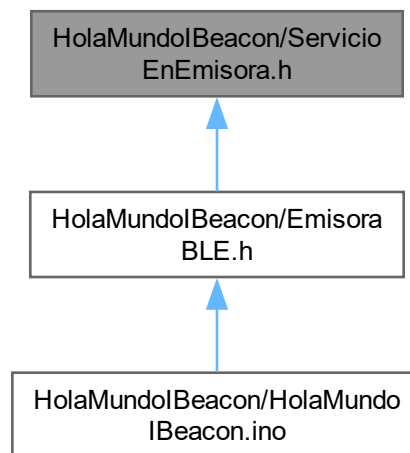 HolaMundoIBeacon/Servicio
EnEmisora.h
HolaMundoIBeacon/Emisora
BLE.h
HolaMundoIBeacon/HolaMundo
IBeacon.ino